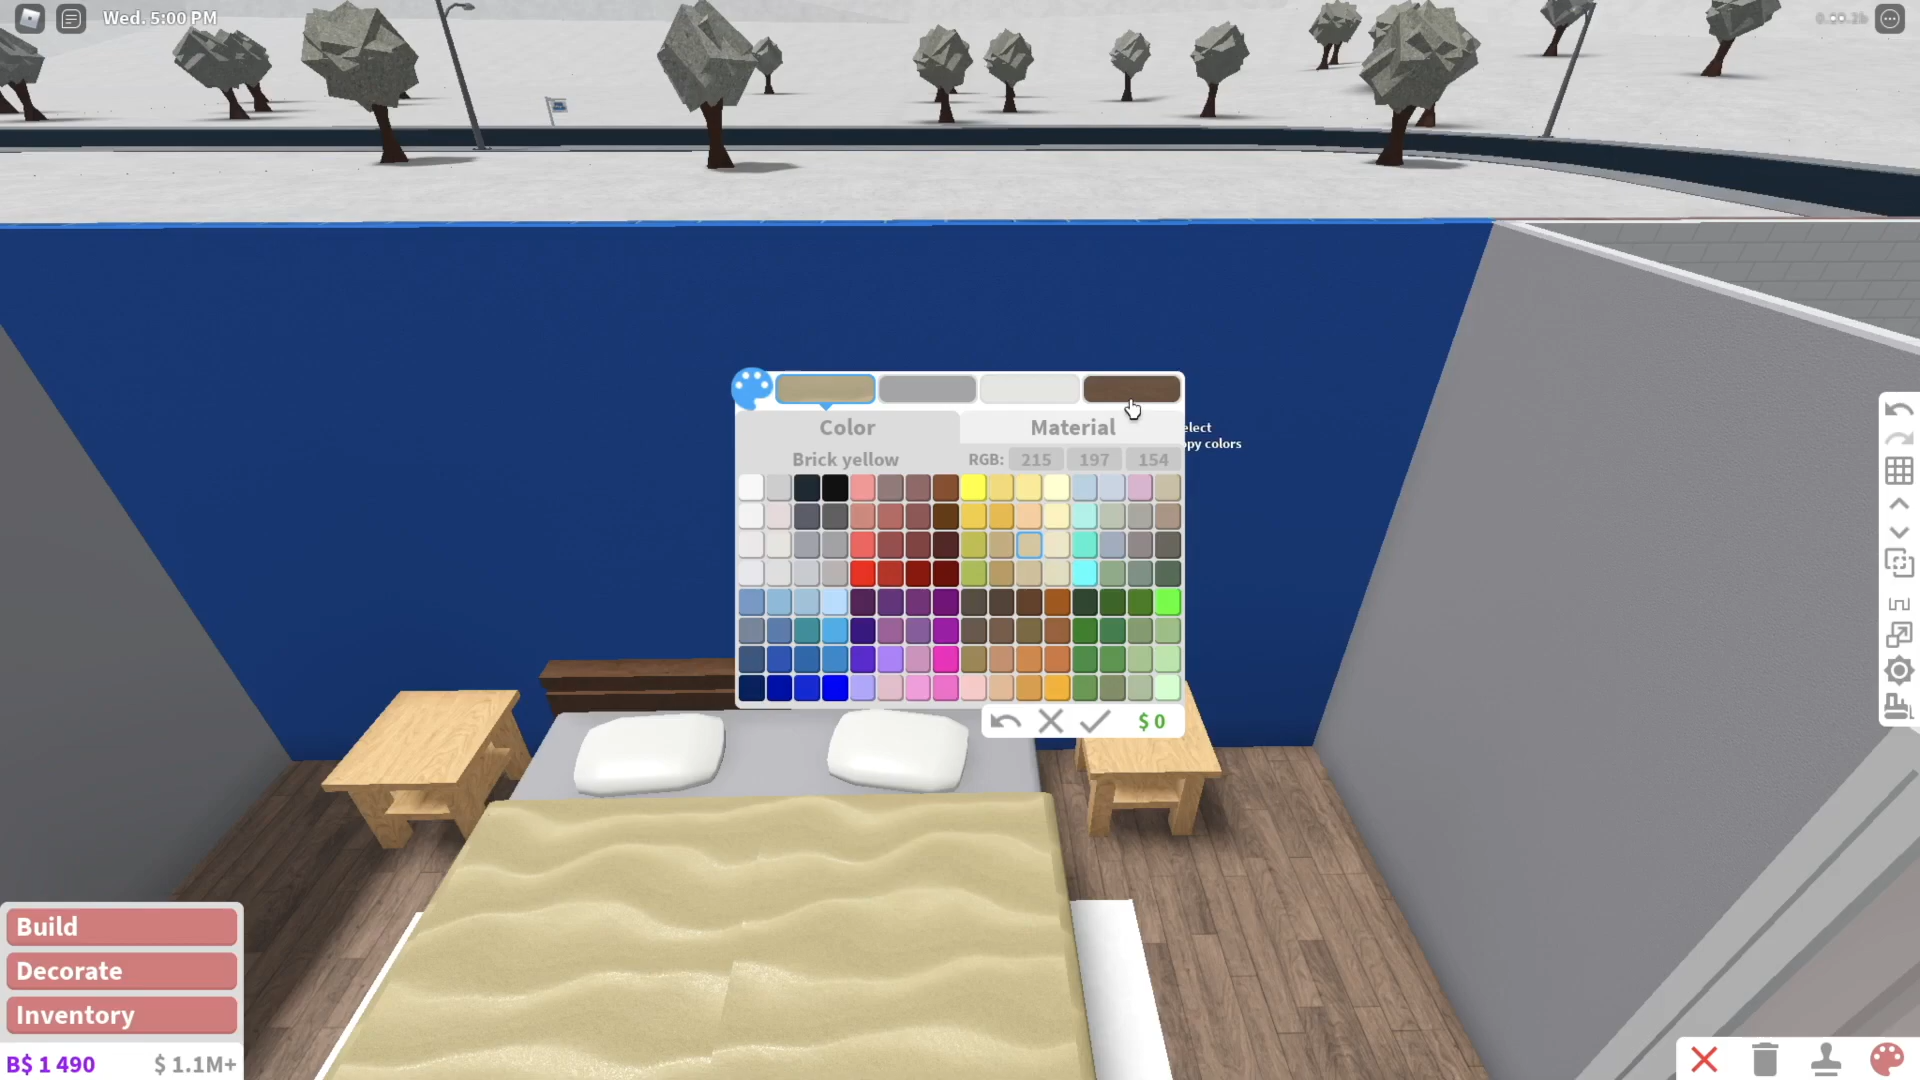 Wed. 5:00 PM
elect
py colors
Color
Material
Brick yellow
RGB: 215 197 154
$ 0
Build
Decorate
Inventory
B$ 1 490
$ 1.1M+